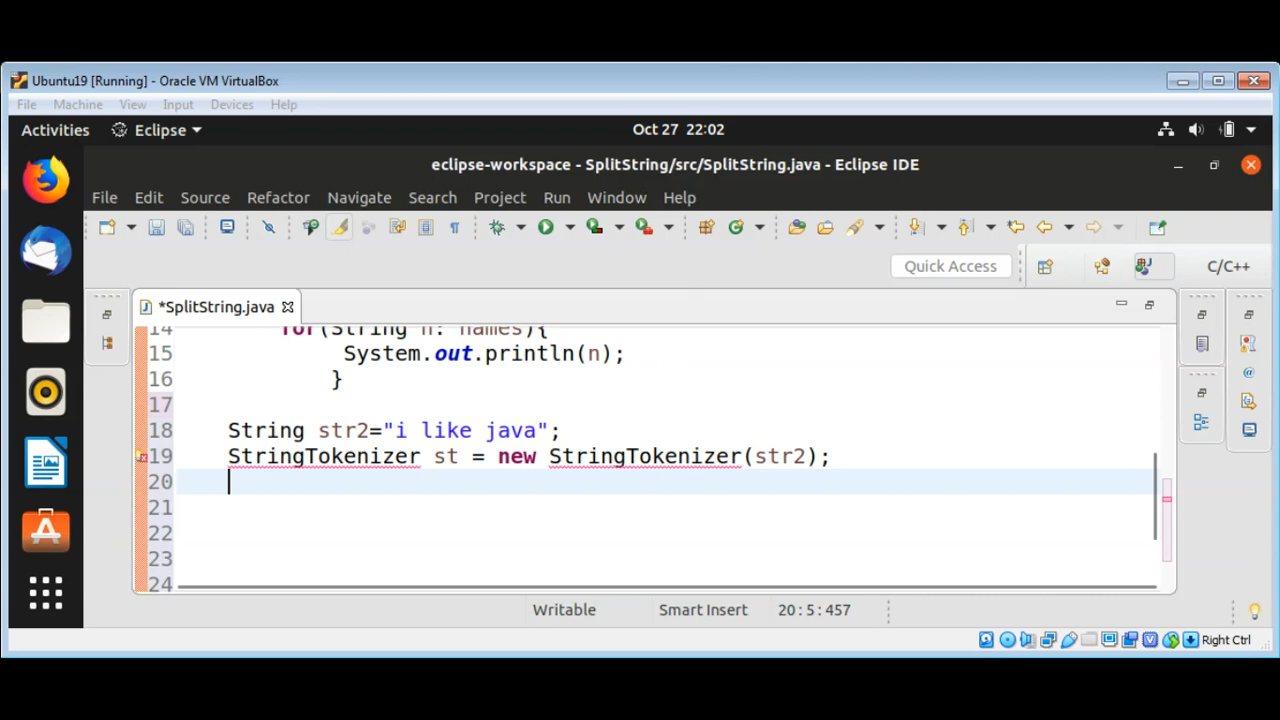 Ubuntu19 [Running] - Oracle VM VirtualBox
File Machine View Input Devices Help
Activities Eclipse Oct 27 22:02
eclipse-workspace - SplitString/src/SplitString.java - Eclipse IDE
File Edit Source Refactor Navigate Search Project Run Window Help
Quick Access C/C++
*SplitString.java
14 for(String n: names){
15 System.out.println(n);
16 }
17
18 String str2="i like java";
19 StringTokenizer st = new StringTokenizer(str2);
20
21
22
23
24
Writable Smart Insert 20 : 5 : 457
Right Ctrl